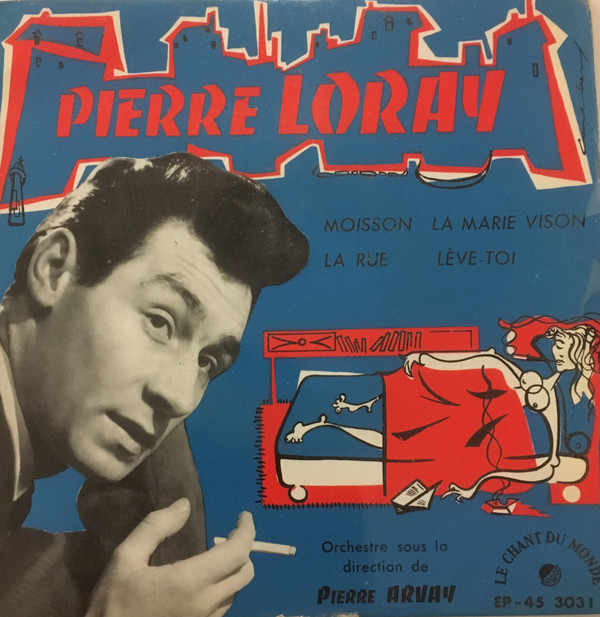 PIERRE LORAY
MOISSON LA MARIE VISON
LA RUE LÈVE-TOI
Orchestre sous la
direction de
PIERRE ARVAY
LE CHANT DU MONDE
EP-45 3031